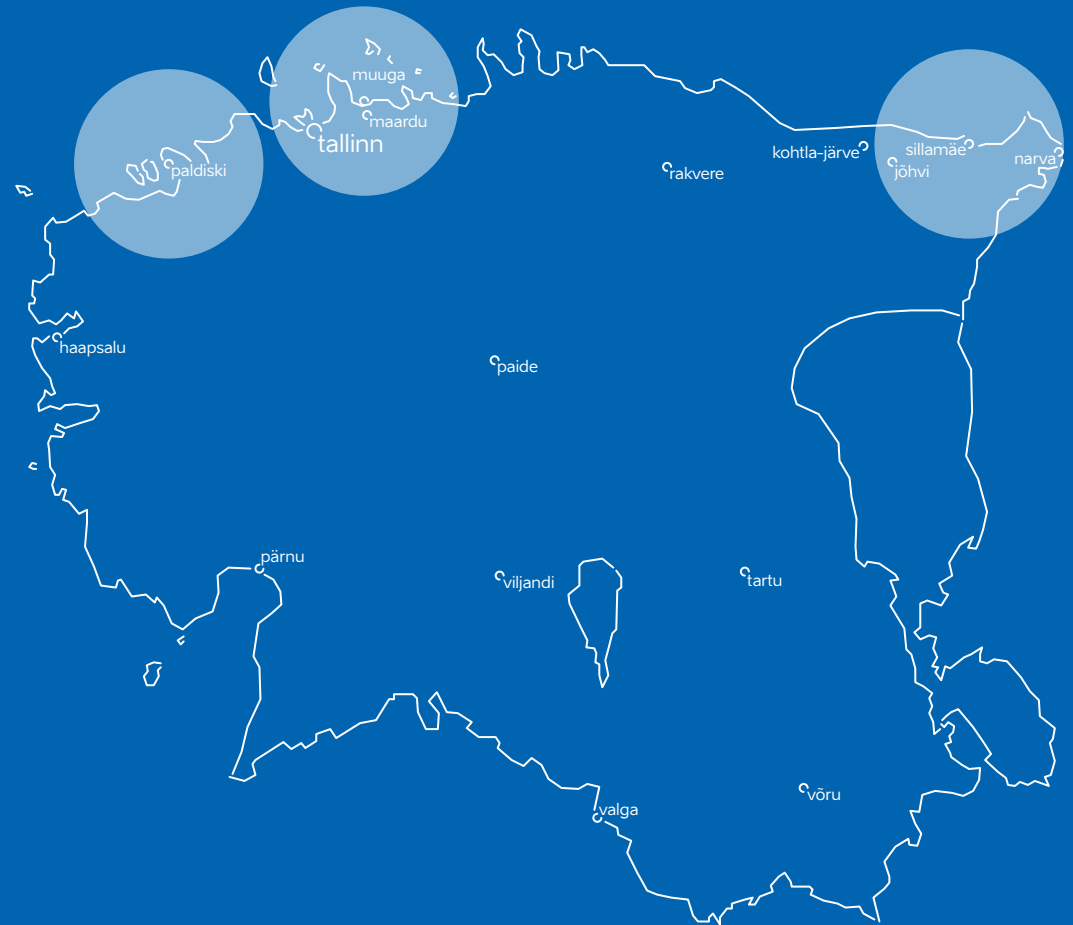 muuga
maardu
tallinn
paldiski
kohtla-järve
sillamäe
narva
jõhvi
rakvere
haapsalu
paide
pärnu
viljandi
tartu
valga
võru